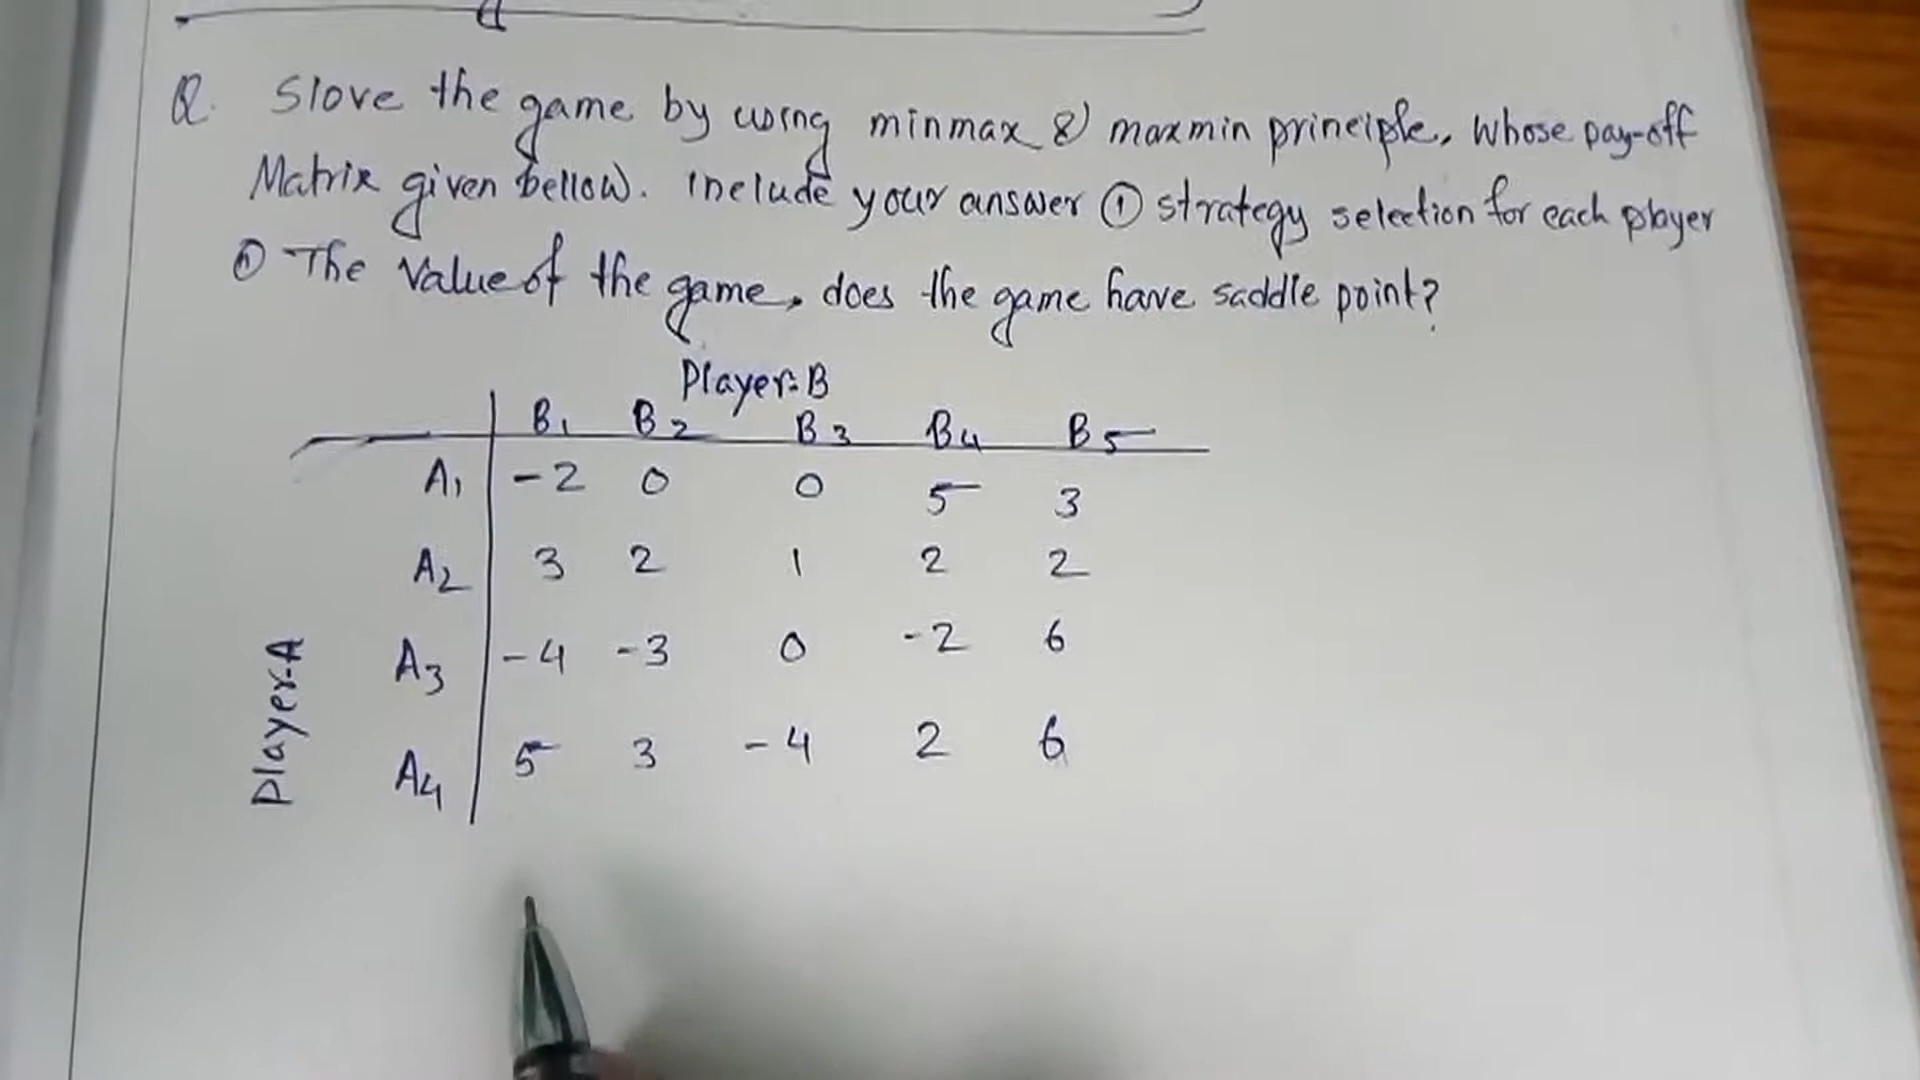 Q. Slove the game by using minmax & maxmin principle, whose pay-off
Matrix given bellow. Include your answer ① strategy selection for each player
⑪ The value of the game, does the game have saddle point?
Player-B
B1 B2 B3 B4 B5
A1 -2 0 0 5 3
A2 3 2 1 2 2
A3 -4 -3 0 -2 6
A4 5 3 -4 2 6
Player-A